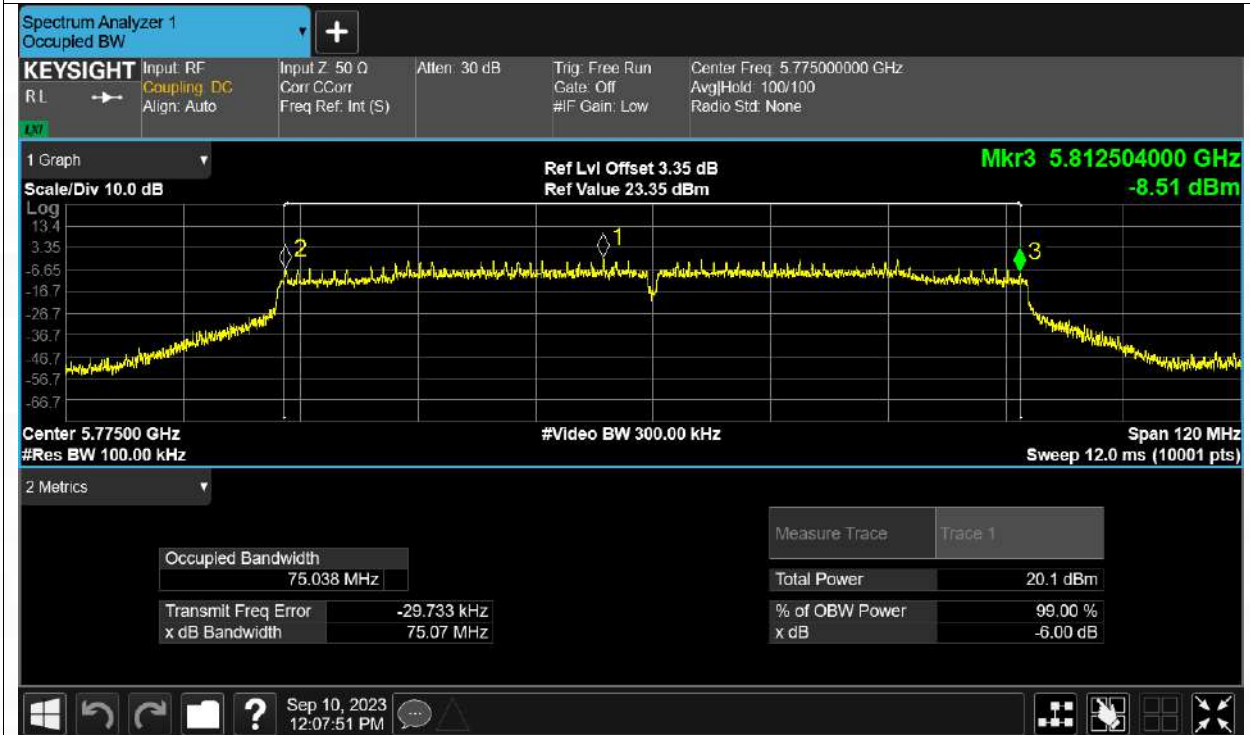 Spectrum Analyzer 1
Occupied BW
+
KEYSIGHT
RL
LXI
Input: RF
Coupling: DC
Align: Auto
Input Z: 50 Ω
Corr CCorr
Freq Ref: Int (S)
Atten: 30 dB
Trig: Free Run
Gate: Off
#IF Gain: Low
Center Freq: 5.775000000 GHz
Avg|Hold: 100/100
Radio Std: None
1 Graph
Scale/Div 10.0 dB
Ref Lvl Offset 3.35 dB
Ref Value 23.35 dBm
Mkr3 5.812504000 GHz
-8.51 dBm
Log
13.4
3.35
-6.65
-16.7
-26.7
-36.7
-46.7
-56.7
-66.7
2
1
3
Center 5.77500 GHz
#Res BW 100.00 kHz
#Video BW 300.00 kHz
Span 120 MHz
Sweep 12.0 ms (10001 pts)
2 Metrics
Measure Trace Trace 1
Occupied Bandwidth
75.038 MHz
Total Power 20.1 dBm
Transmit Freq Error -29.733 kHz
% of OBW Power 99.00 %
x dB Bandwidth 75.07 MHz
x dB -6.00 dB
?
Sep 10, 2023
12:07:51 PM